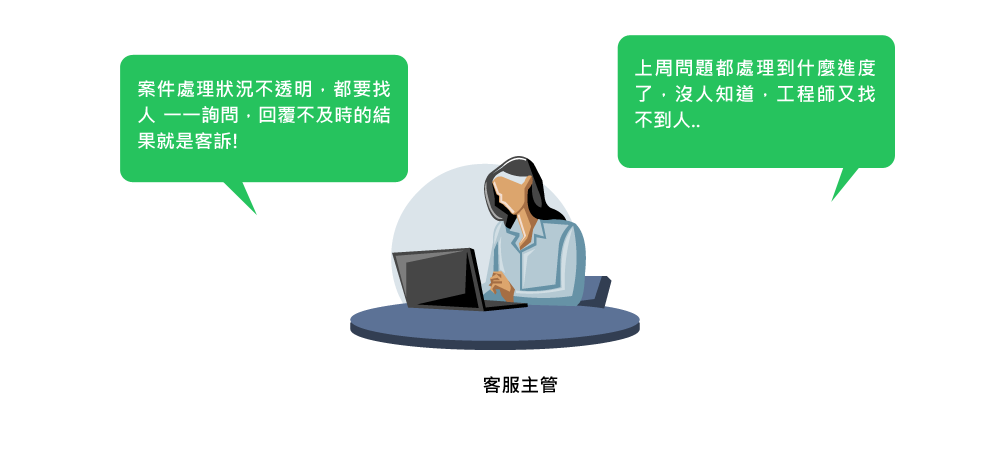 案件處理狀況不透明，都要找
人 一一詢問，回覆不及時的結
果就是客訴!
上周問題都處理到什麼進度
了，沒人知道，工程師又找
不到人..
客服主管